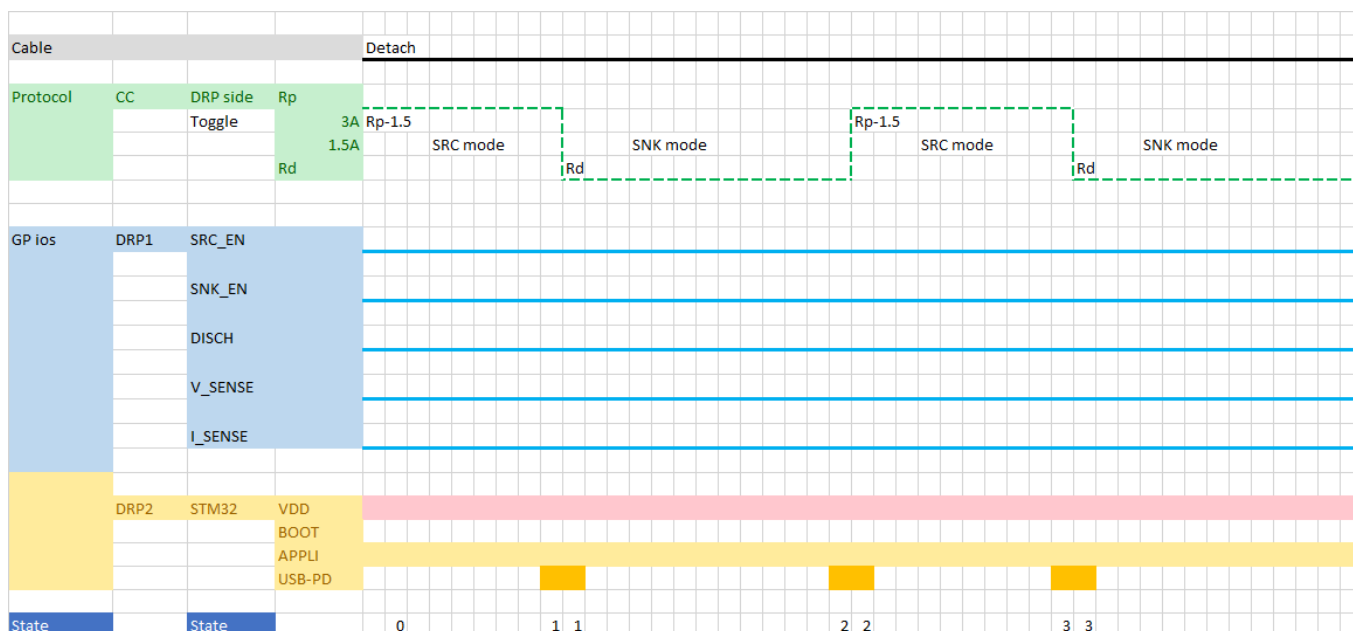 Cable Detach
Protocol CC DRP side Rp
Toggle 3A Rp-1.5 Rp-1.5
1.5A SRC mode SNK mode SRC mode SNK mode
Rd Rd Rd
GP ios DRP1 SRC_EN
SNK_EN
DISCH
V_SENSE
I_SENSE
DRP2 STM32 VDD
BOOT
APPLI
USB-PD
State State 0 1 1 2 2 3 3